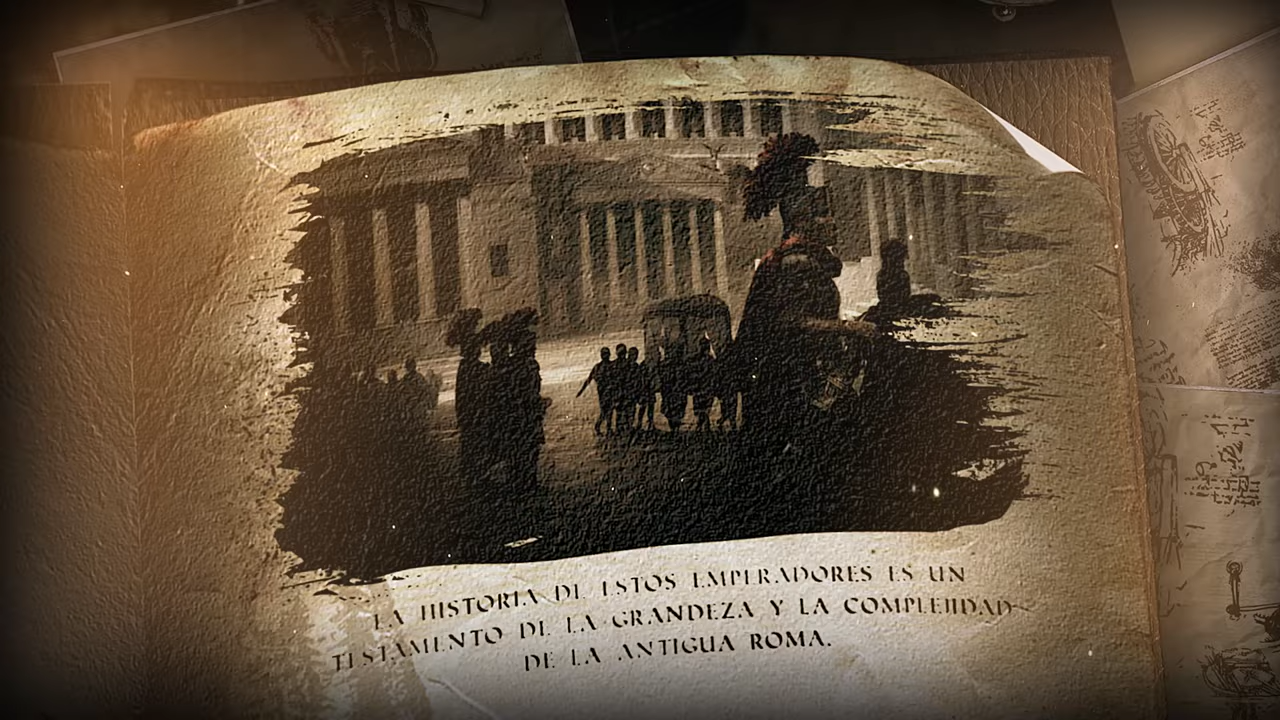 LA HISTORIA DE ESTOS EMPERADORES ES UN
TESTAMENTO DE LA GRANDEZA Y LA COMPLEJIDAD
DE LA ANTIGUA ROMA.